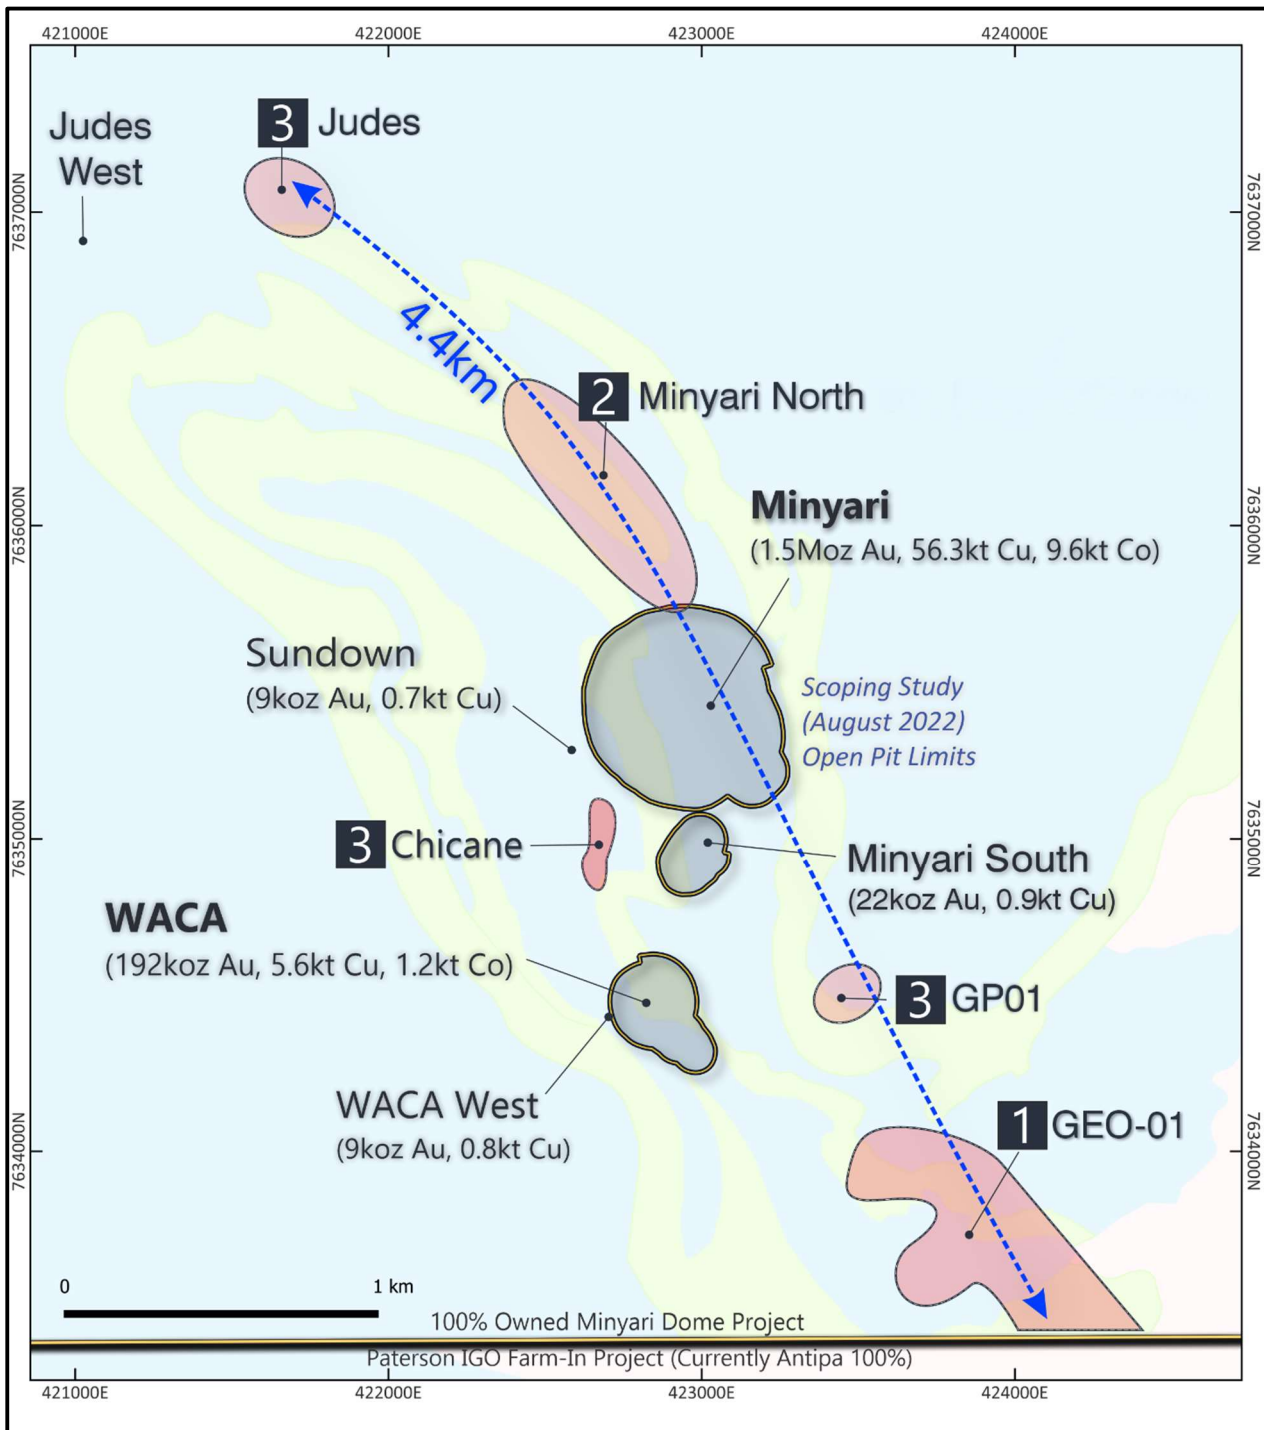 421000E 422000E 423000E 424000E
7637000N
7636000N
7635000N
7634000N
7637000N
7636000N
7635000N
7634000N
Judes
West
3 Judes
4.4km
2 Minyari North
Minyari
(1.5Moz Au, 56.3kt Cu, 9.6kt Co)
Sundown
(9koz Au, 0.7kt Cu)
Scoping Study
(August 2022)
Open Pit Limits
3 Chicane
Minyari South
(22koz Au, 0.9kt Cu)
WACA
(192koz Au, 5.6kt Cu, 1.2kt Co)
3 GP01
WACA West
(9koz Au, 0.8kt Cu)
1 GEO-01
0 1 km
100% Owned Minyari Dome Project
Paterson IGO Farm-In Project (Currently Antipa 100%)
421000E 422000E 423000E 424000E